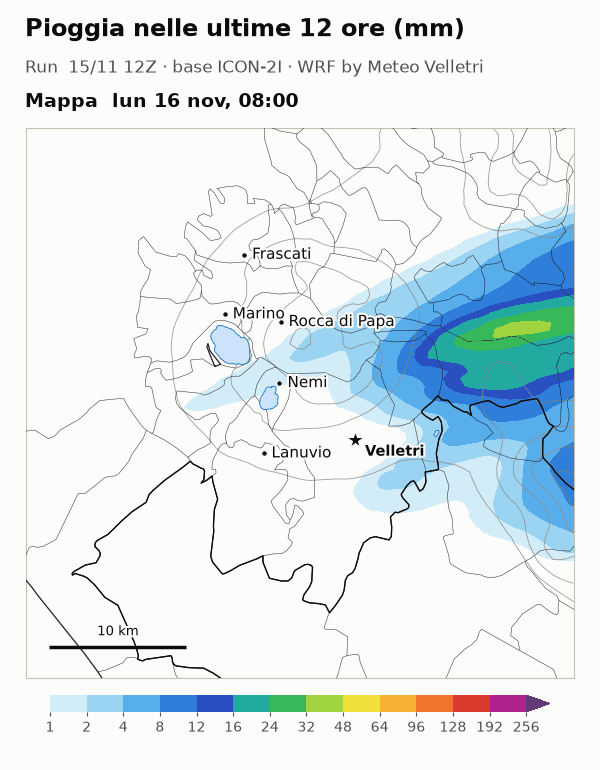 Pioggia nelle ultime 12 ore (mm)
Run  15/11 12Z · base ICON-2I · WRF by Meteo Velletri
Mappa  lun 16 nov, 08:00
Frascati
Marino
Rocca di Papa
Nemi
Velletri
Lanuvio
10 km
1 2 4 8 12 16 24 32 48 64 96 128 192 256